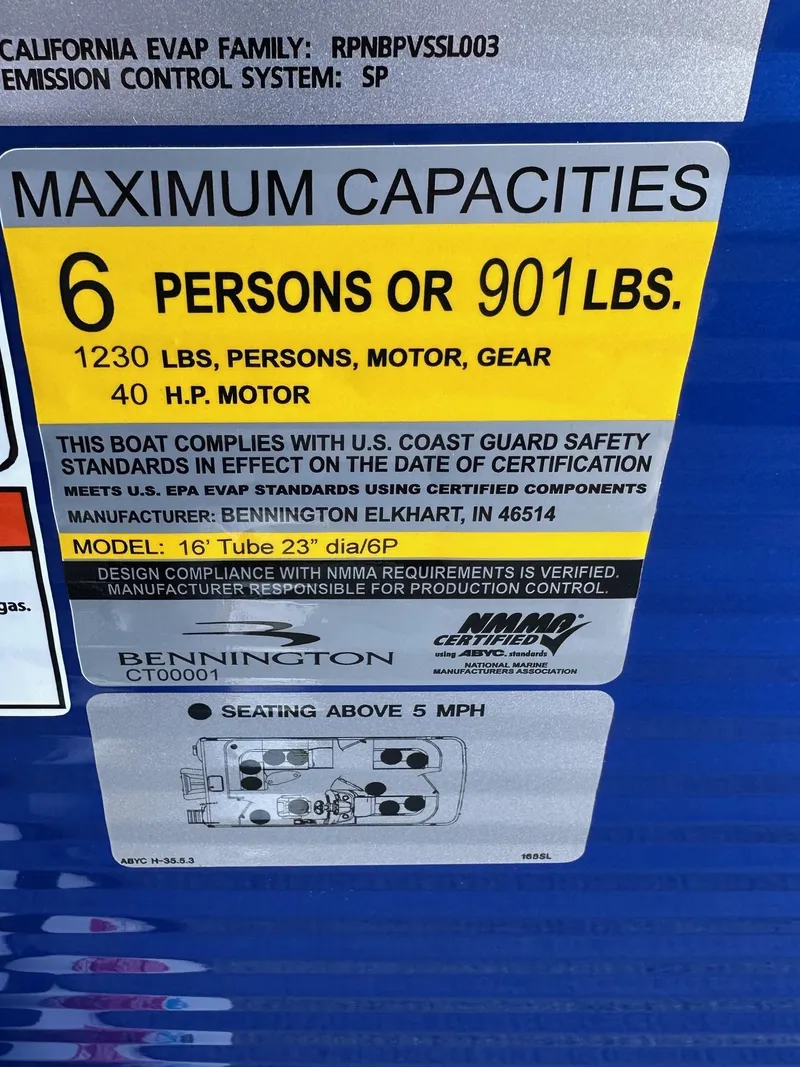 CALIFORNIA EVAP FAMILY: RPNBPVSSL003
EMISSION CONTROL SYSTEM: SP
MAXIMUM CAPACITIES
6 PERSONS OR 901 LBS.
1230 LBS, PERSONS, MOTOR, GEAR
40 H.P. MOTOR
THIS BOAT COMPLIES WITH U.S. COAST GUARD SAFETY
STANDARDS IN EFFECT ON THE DATE OF CERTIFICATION
MEETS U.S. EPA EVAP STANDARDS USING CERTIFIED COMPONENTS
MANUFACTURER: BENNINGTON ELKHART, IN 46514
MODEL: 16' Tube 23" dia/6P
DESIGN COMPLIANCE WITH NMMA REQUIREMENTS IS VERIFIED.
MANUFACTURER RESPONSIBLE FOR PRODUCTION CONTROL.
gas.
BENNINGTON
CT00001
NMMA®
CERTIFIED
using ABYC. standards
NATIONAL MARINE
MANUFACTURERS ASSOCIATION
SEATING ABOVE 5 MPH
ABYC H-35.5.3